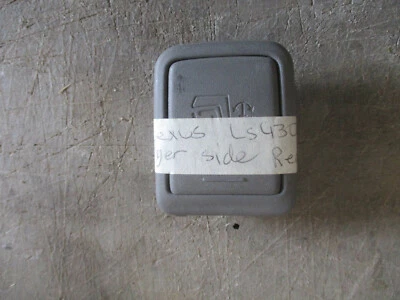 exus LS430
ger side Re